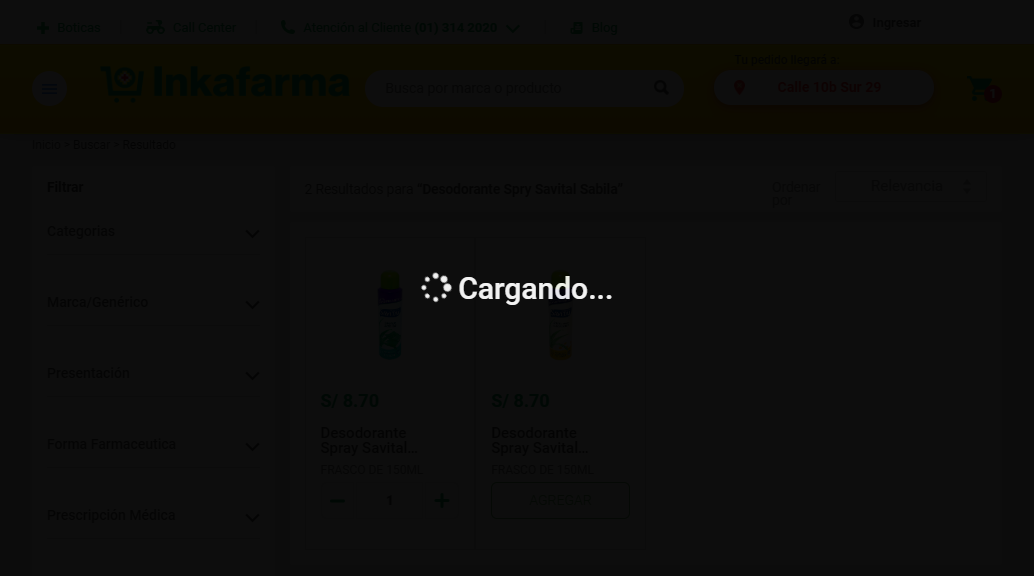 Boticas
Call Center
Atención al Cliente (01) 314 2020
Blog
Ingresar
Inkafarma
Busca por marca o producto
Tu pedido llegará a
Calle 10b Sur 29
1
Inicio > Buscar > Resultado
Filtrar
Categorías
Marca/Genérico
Presentación
Forma Farmaceutica
Prescripción Médica
2 Resultados para "Desodorante Spry Savital Sabila"
Ordenar
por
Relevancia
Cargando...
S/ 8.70
Desodorante
Spray Savital...
FRASCO DE 150ML
1
S/ 8.70
Desodorante
Spray Savital...
FRASCO DE 150ML
AGREGAR